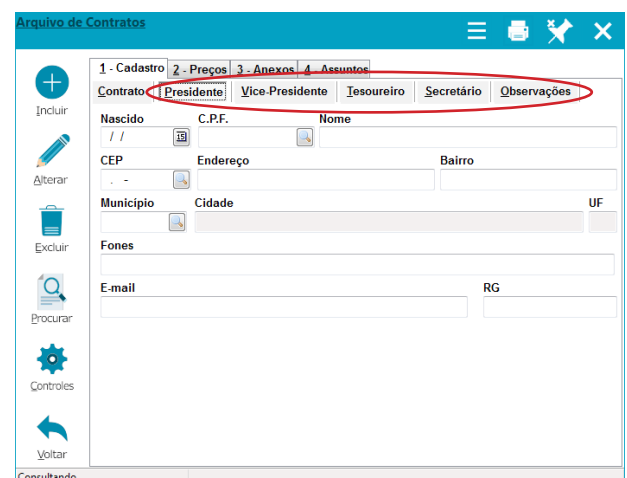 Arquivo de Contratos
1 - Cadastro 2 - Preços 3 - Anexos 4 - Assuntos
Contrato Presidente Vice-Presidente Tesoureiro Secretário Observações
Incluir
Alterar
Excluir
Procurar
Controles
Voltar
Nascido C.P.F. Nome
/ / 15
CEP Endereço Bairro
. -
Município Cidade UF
Fones
E-mail RG
Consultando